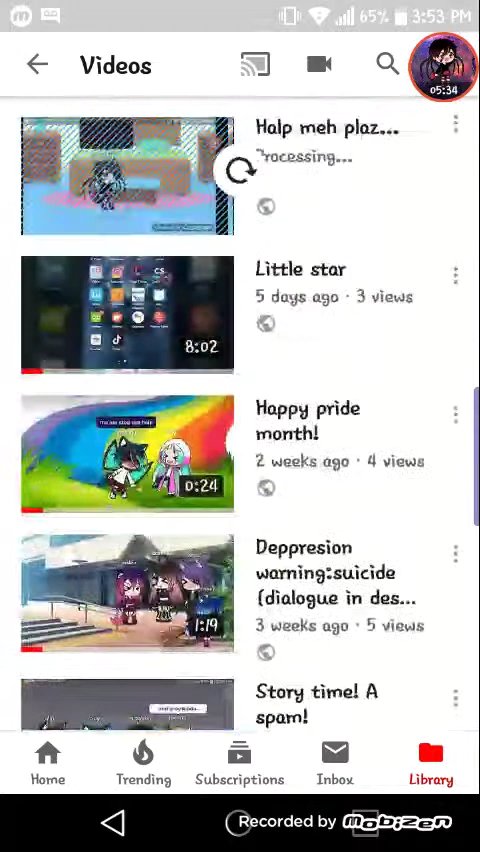 65% 3:53 PM
Videos
05:34
Halp meh plaz...
Processing...
Little star
5 days ago · 3 views
8:02
Happy pride
month!
2 weeks ago · 4 views
0:24
Deppresion
warning:suicide
(dialogue in des...
3 weeks ago · 5 views
1:19
Story time! A
spam!
Home
Trending
Subscriptions
Inbox
Library
Recorded by Mobizen